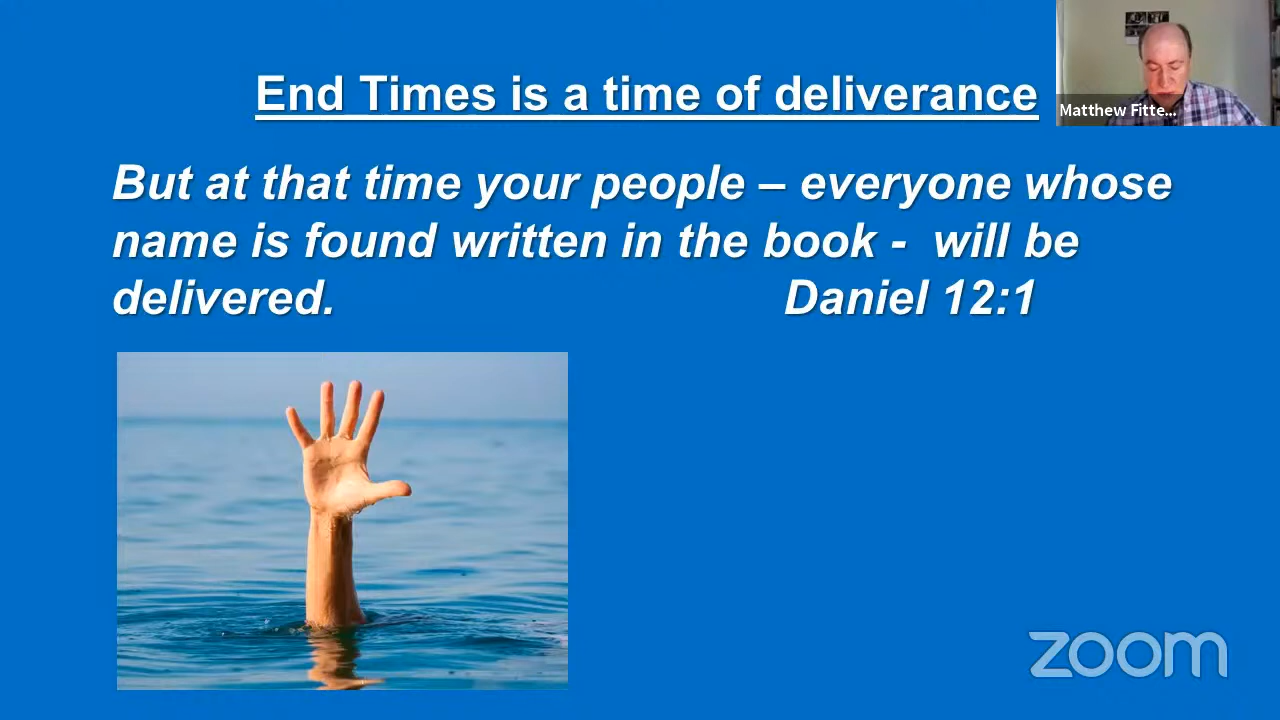 End Times is a time of deliverance
Matthew Fitte...
But at that time your people – everyone whose
name is found written in the book -  will be
delivered. Daniel 12:1
zoom